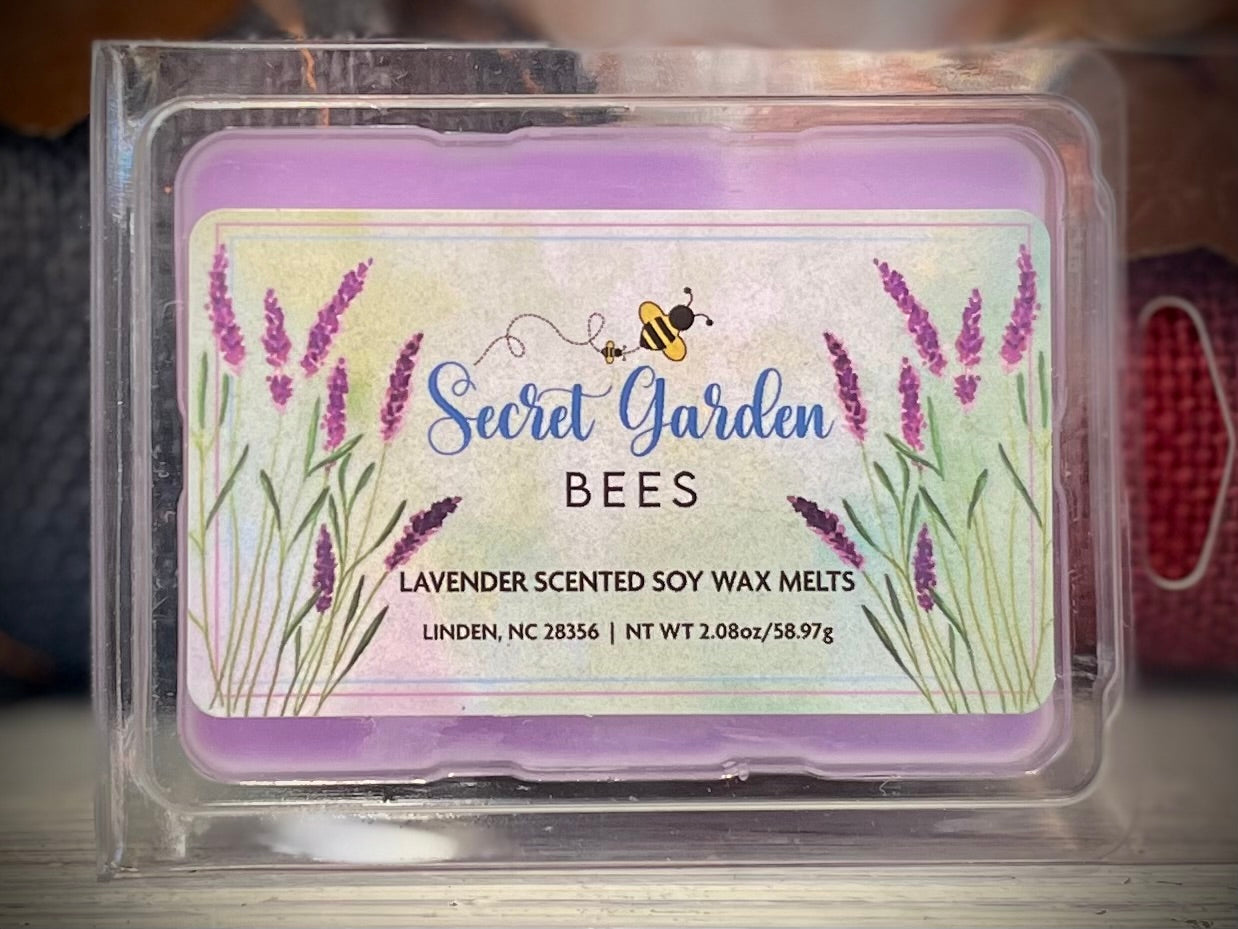 Secret Garden
BEES
LAVENDER SCENTED SOY WAX MELTS
LINDEN, NC 28356 | NT WT 2.08oz/58.97g